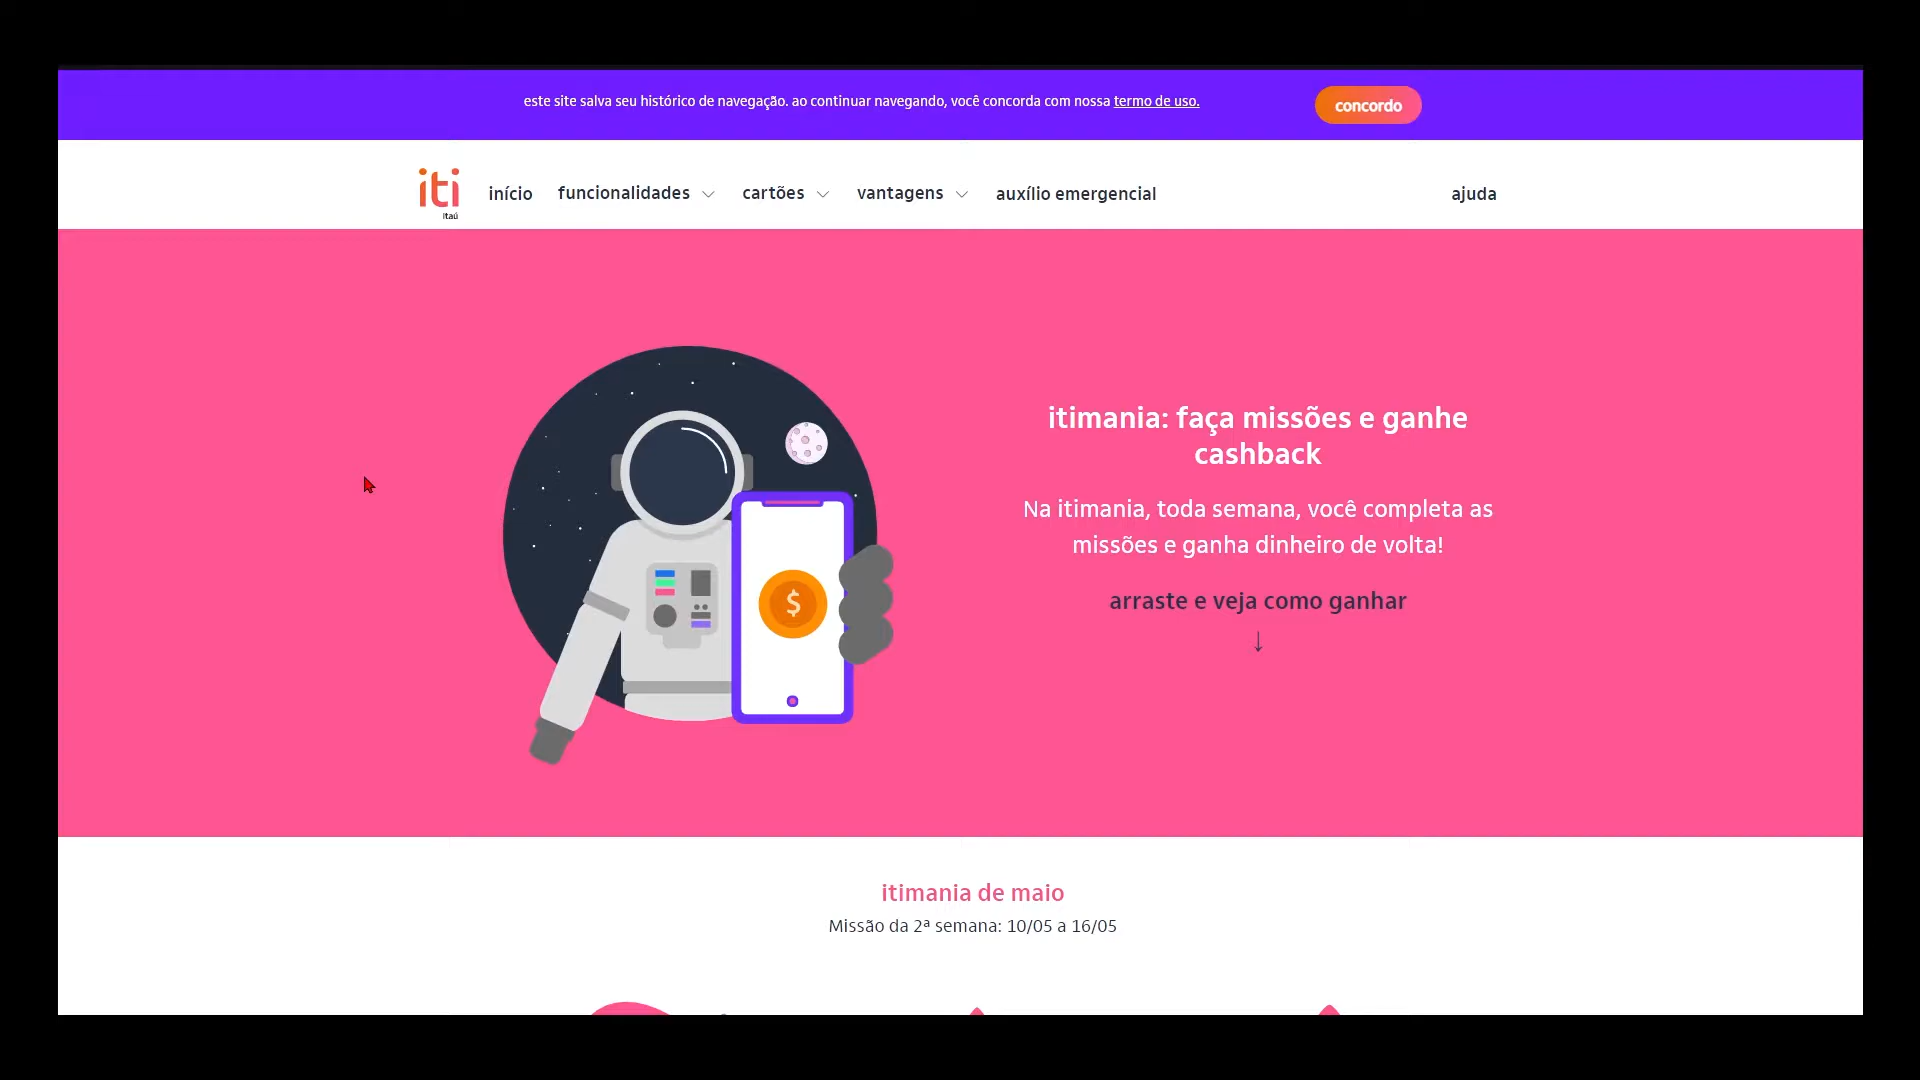 este site salva seu histórico de navegação. ao continuar navegando, você concorda com nossa termo de uso.
concordo
iti
Itaú
início
funcionalidades
cartões
vantagens
auxílio emergencial
ajuda
itimania: faça missões e ganhe
cashback
Na itimania, toda semana, você completa as
missões e ganha dinheiro de volta!
arraste e veja como ganhar
↓
$
itimania de maio
Missão da 2ª semana: 10/05 a 16/05